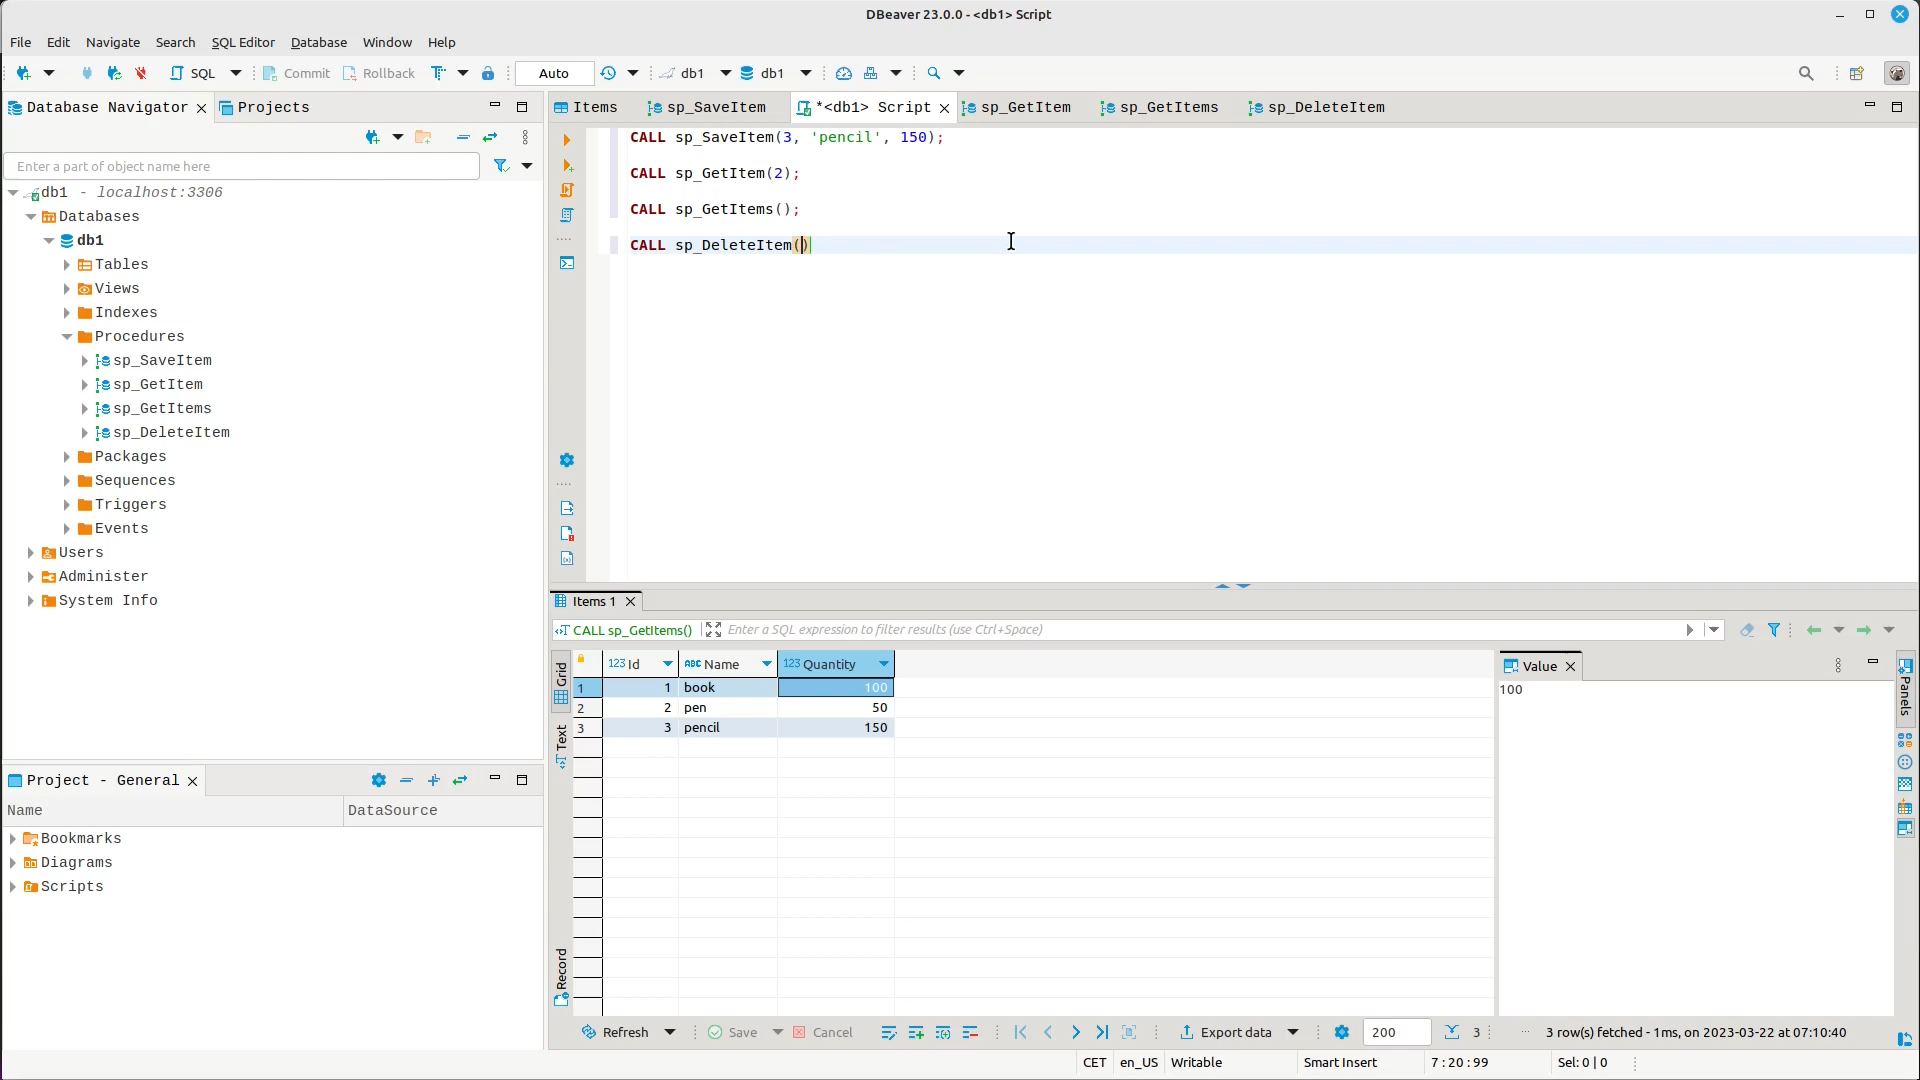 DBeaver 23.0.0 - <db1> Script
File Edit Navigate Search SQL Editor Database Window Help
SQL Commit Rollback Auto db1 db1
Database Navigator Projects
Enter a part of object name here
db1 - localhost:3306
Databases
db1
Tables
Views
Indexes
Procedures
sp_SaveItem
sp_GetItem
sp_GetItems
sp_DeleteItem
Packages
Sequences
Triggers
Events
Users
Administer
System Info
Project - General
Name DataSource
Bookmarks
Diagrams
Scripts
Items sp_SaveItem *<db1> Script sp_GetItem sp_GetItems sp_DeleteItem
CALL sp_SaveItem(3, 'pencil', 150);
CALL sp_GetItem(2);
CALL sp_GetItems();
CALL sp_DeleteItem()
Items 1
CALL sp_GetItems() Enter a SQL expression to filter results (use Ctrl+Space)
Grid
Text
Record
123 Id ABC Name 123 Quantity
1 1 book 100
2 2 pen 50
3 3 pencil 150
Value
100
Panels
Refresh Save Cancel Export data 200 3 3 row(s) fetched - 1ms, on 2023-03-22 at 07:10:40
CET en_US Writable Smart Insert 7:20:99 Sel: 0 | 0